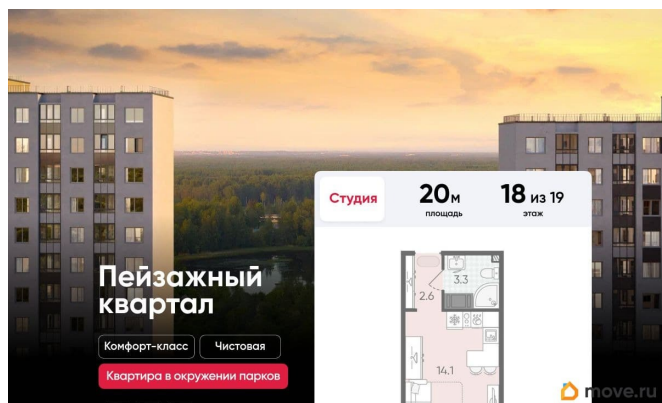 Студия
20м
площадь
18 из 19
этаж
3.3
2.6
14.1
Пейзажный
квартал
Комфорт-класс
Чистовая
Квартира в окружении парков
move.ru